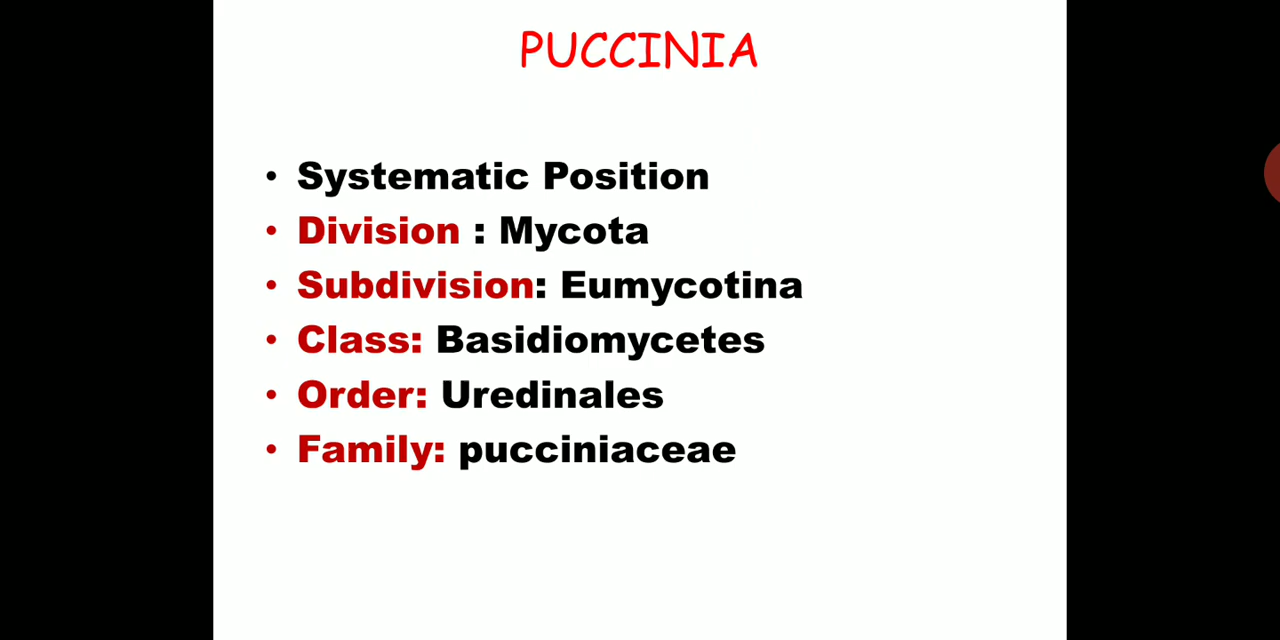 PUCCINIA
• Systematic Position
• Division : Mycota
• Subdivision: Eumycotina
• Class: Basidiomycetes
• Order: Uredinales
• Family: pucciniaceae